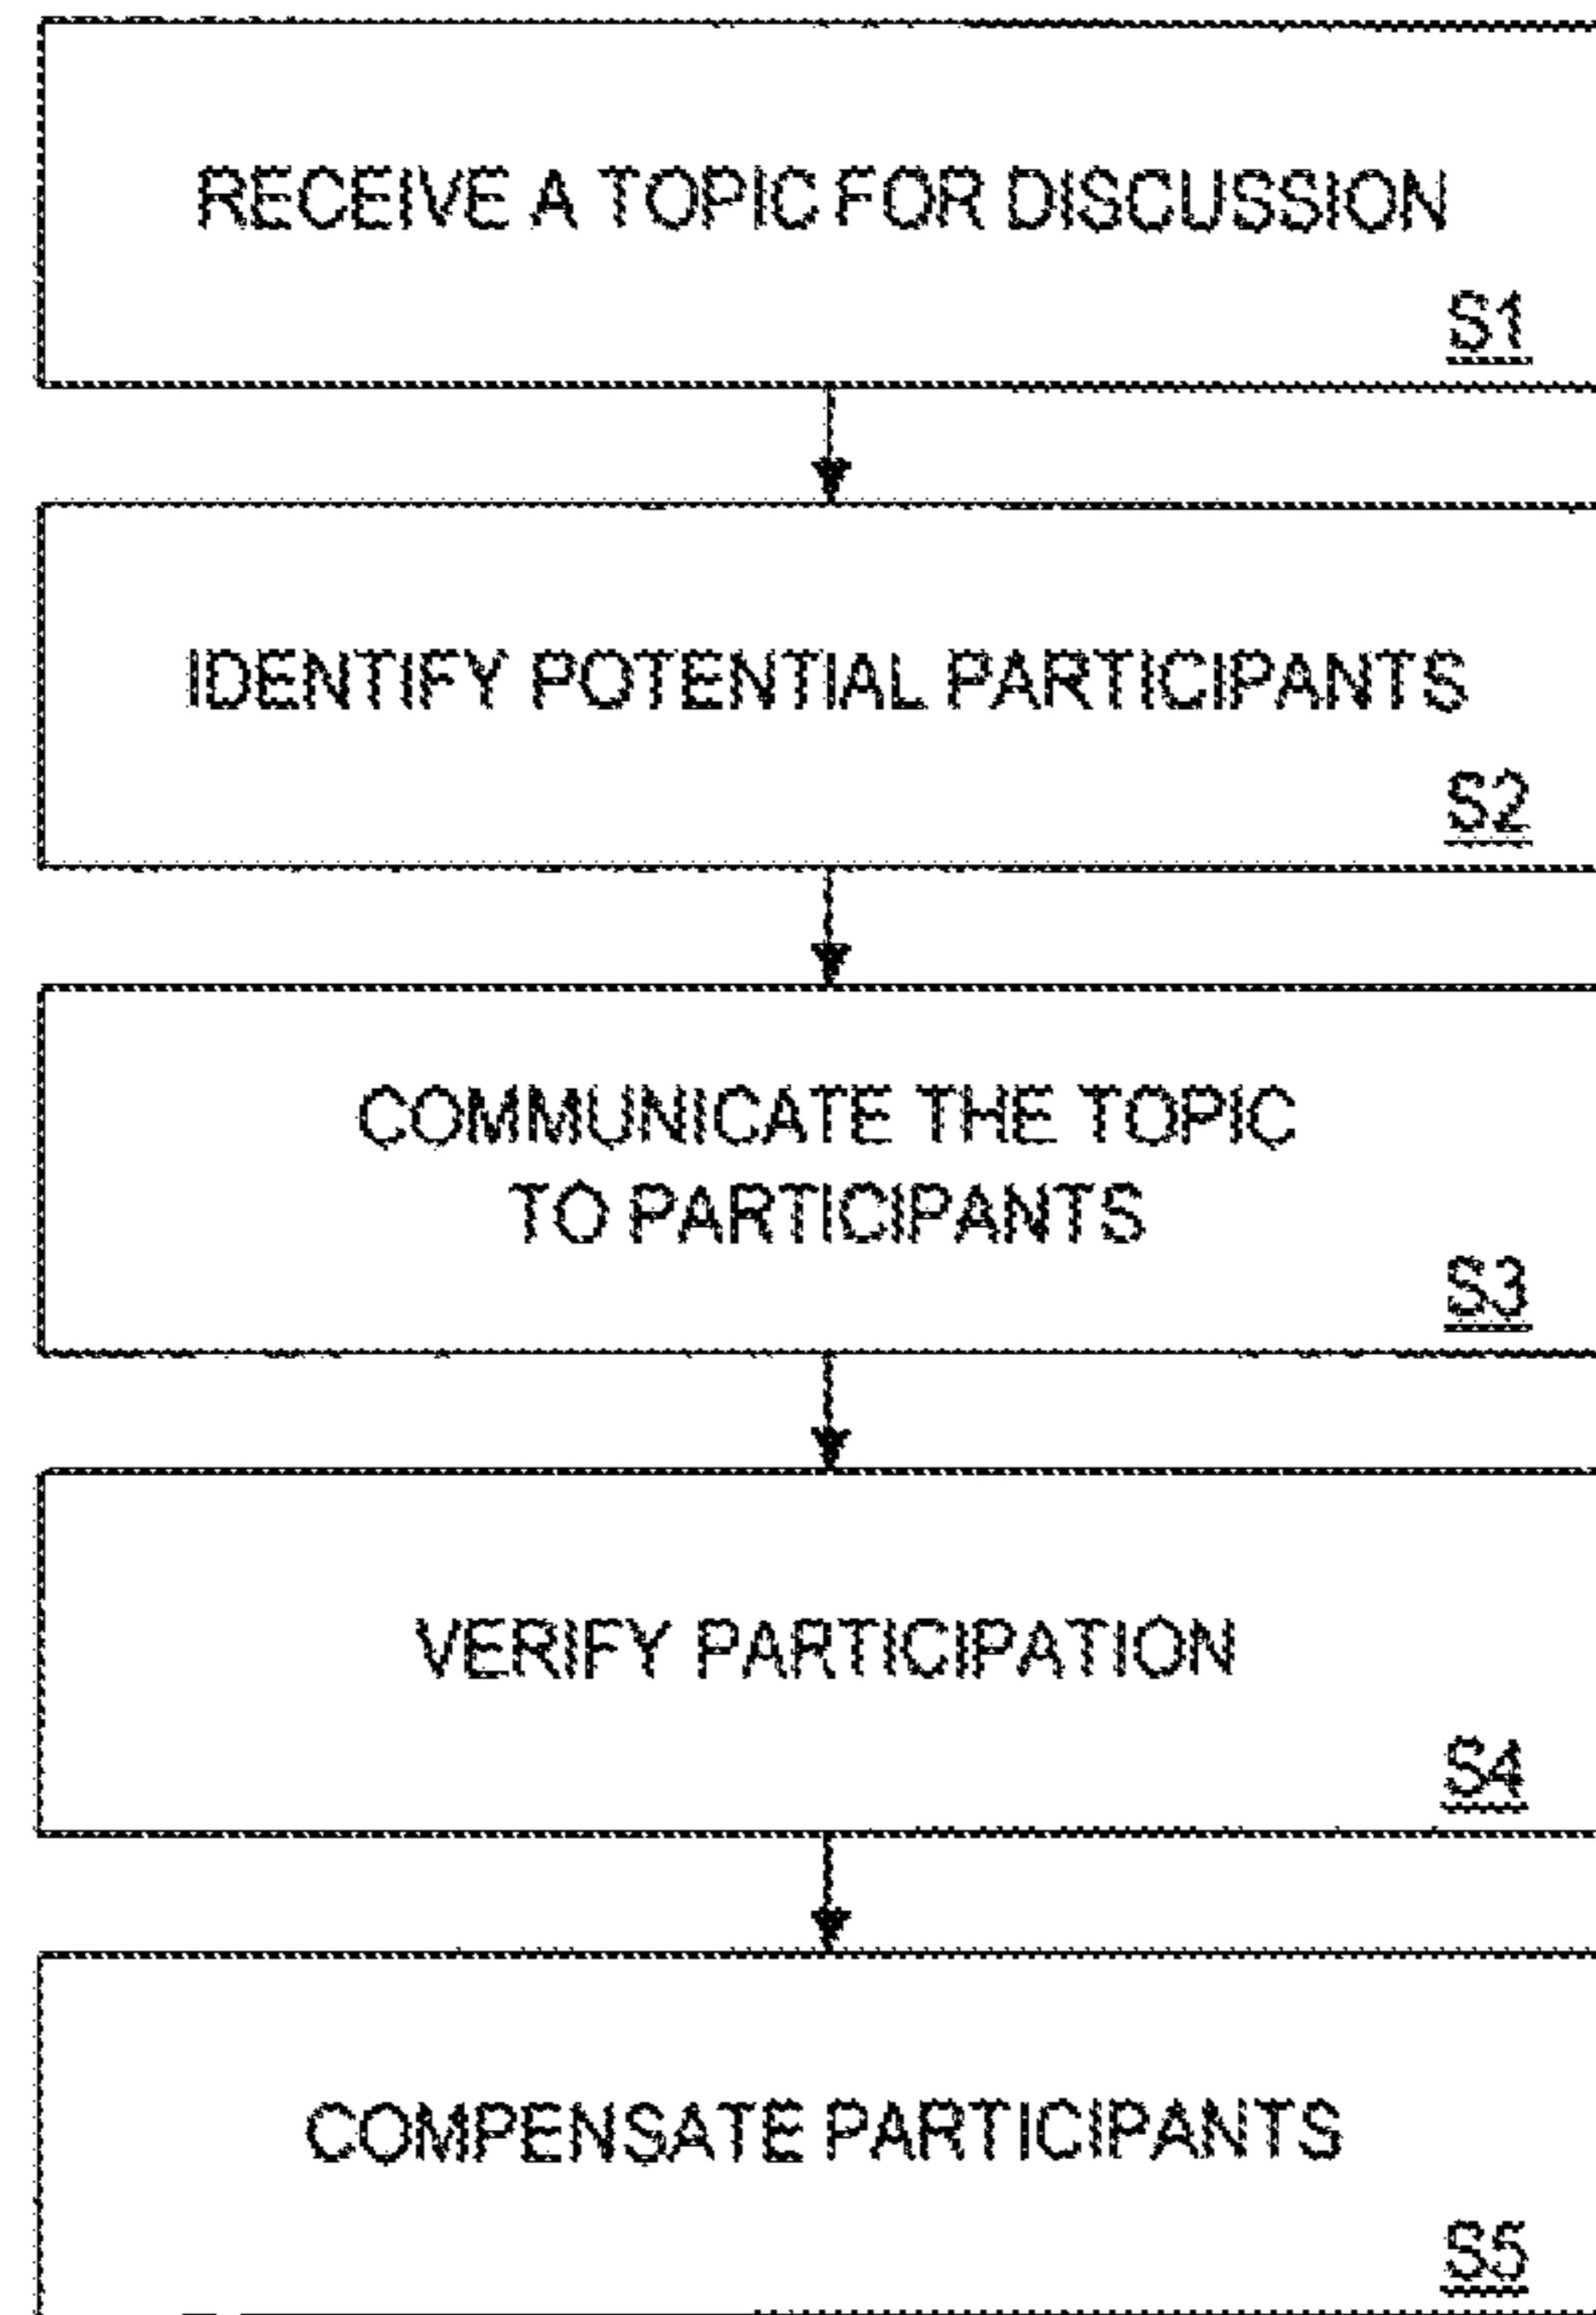 RECEIVE A TOPIC FOR DISCUSSION
S1
IDENTIFY POTENTIAL PARTICIPANTS
S2
COMMUNICATE THE TOPIC
TO PARTICIPANTS
S3
VERIFY PARTICIPATION
S4
COMPENSATE PARTICIPANTS
S5